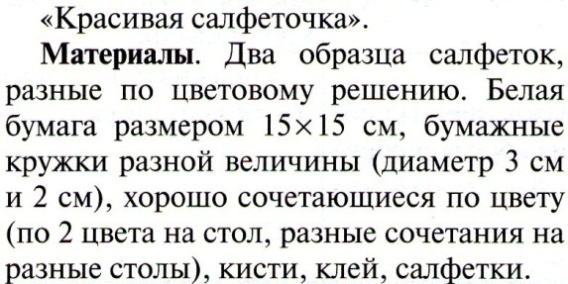 «Красивая салфеточка».
Материалы. Два образца салфеток,
разные по цветовому решению. Белая
бумага размером 15×15 см, бумажные
кружки разной величины (диаметр 3 см
и 2 см), хорошо сочетающиеся по цвету
(по 2 цвета на стол, разные сочетания на
разные столы), кисти, клей, салфетки.